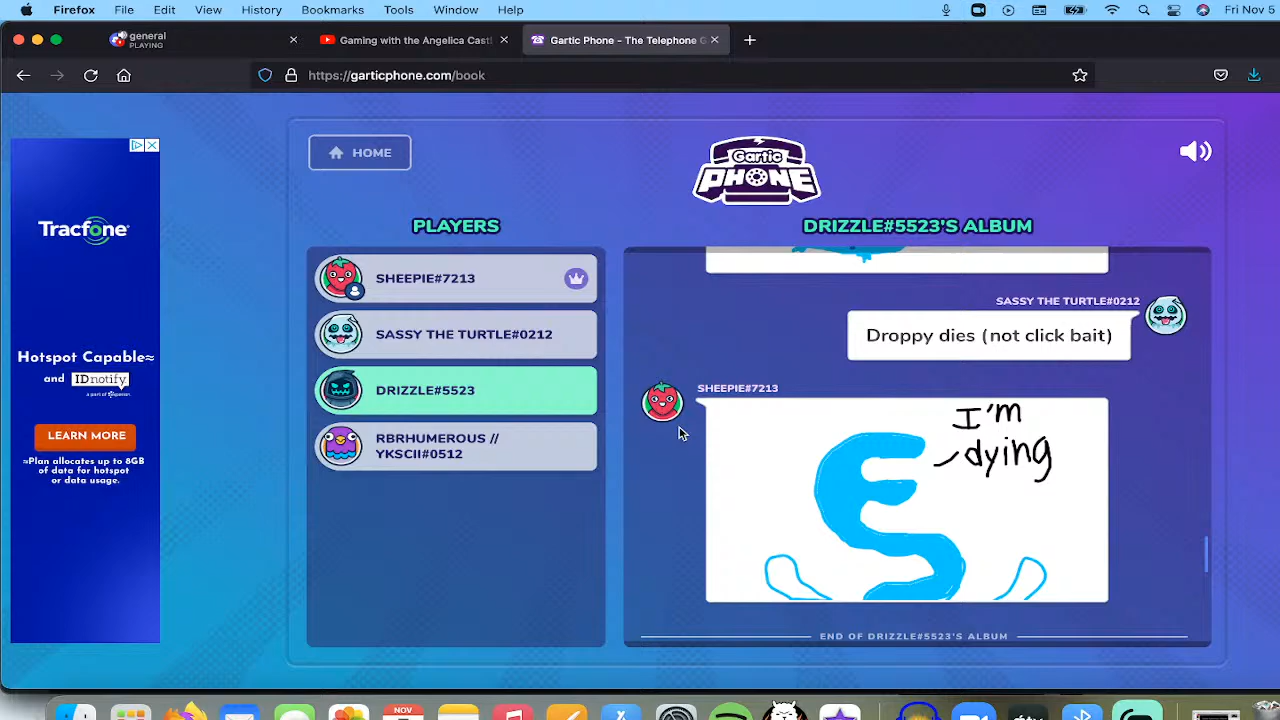 Firefox File Edit View History Bookmarks Tools Window Help Fri Nov 5
general
PLAYING
Gaming with the Angelica Castl
Gartic Phone – The Telephone G
https://garticphone.com/book
HOME
Gartic
PHONE
PLAYERS
DRIZZLE#5523'S ALBUM
SHEEPIE#7213
SASSY THE TURTLE#0212
DRIZZLE#5523
RBRHUMEROUS //
YKSCII#0512
SASSY THE TURTLE#0212
Droppy dies (not click bait)
SHEEPIE#7213
I'm
dying
END OF DRIZZLE#5523'S ALBUM
Tracfone
Hotspot Capable≈
and IDnotify
LEARN MORE
≈Plan allocates up to 8GB
of data for hotspot
or data usage.
NOV